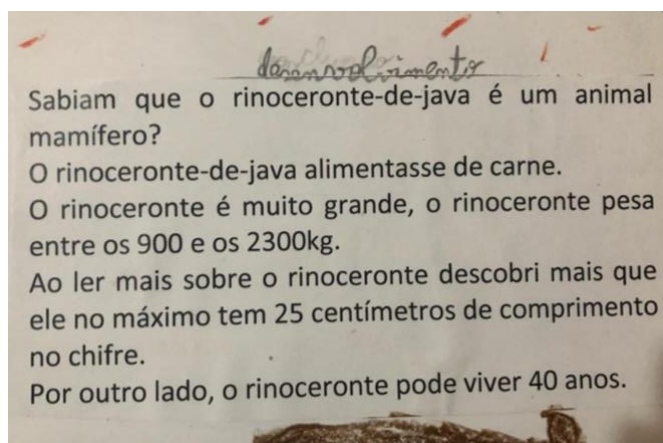 desenvolvimento
Sabiam que o rinoceronte-de-java é um animal
mamífero?
O rinoceronte-de-java alimentasse de carne.
O rinoceronte é muito grande, o rinoceronte pesa
entre os 900 e os 2300kg.
Ao ler mais sobre o rinoceronte descobri mais que
ele no máximo tem 25 centímetros de comprimento
no chifre.
Por outro lado, o rinoceronte pode viver 40 anos.